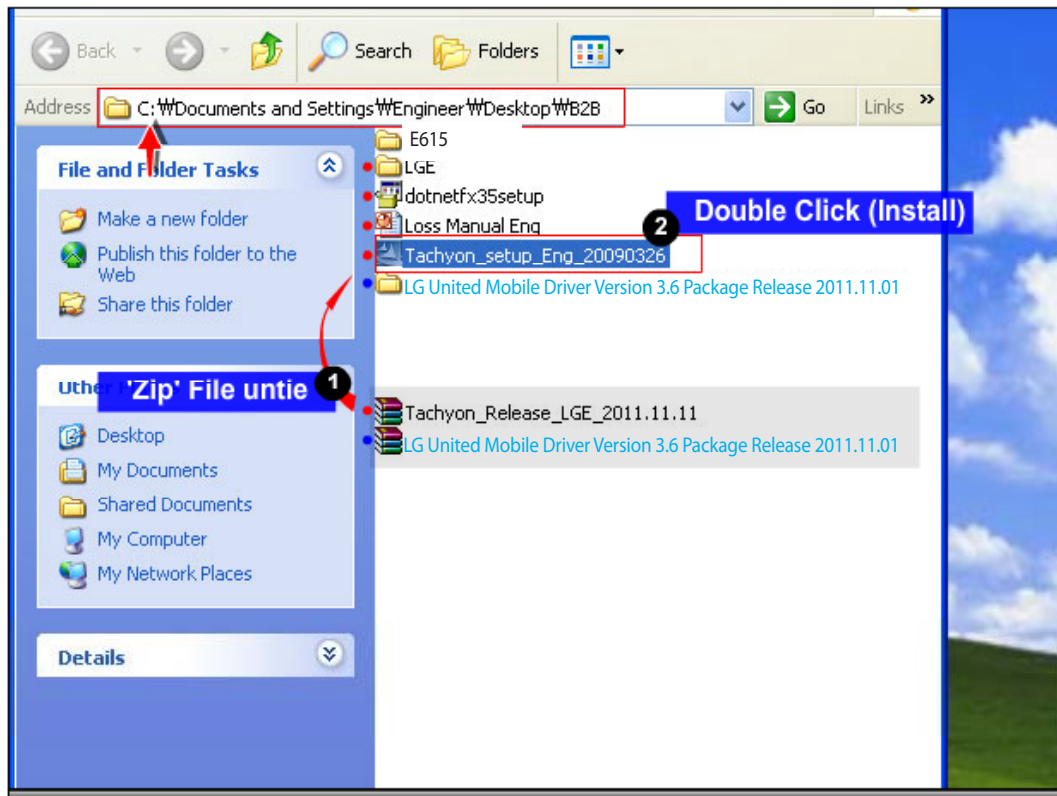 Back Search Folders
Address C:₩Documents and Settings₩Engineer₩Desktop₩B2B Go Links »
File and Folder Tasks
Make a new folder
Publish this folder to the
Web
Share this folder
Details
E615
LGE
dotnetfx35setup
Loss Manual Eng
2 Double Click (Install)
Tachyon_setup_Eng_20090326
LG United Mobile Driver Version 3.6 Package Release 2011.11.01
'Zip' File untie 1
Tachyon_Release_LGE_2011.11.11
LG United Mobile Driver Version 3.6 Package Release 2011.11.01
Desktop
My Documents
Shared Documents
My Computer
My Network Places